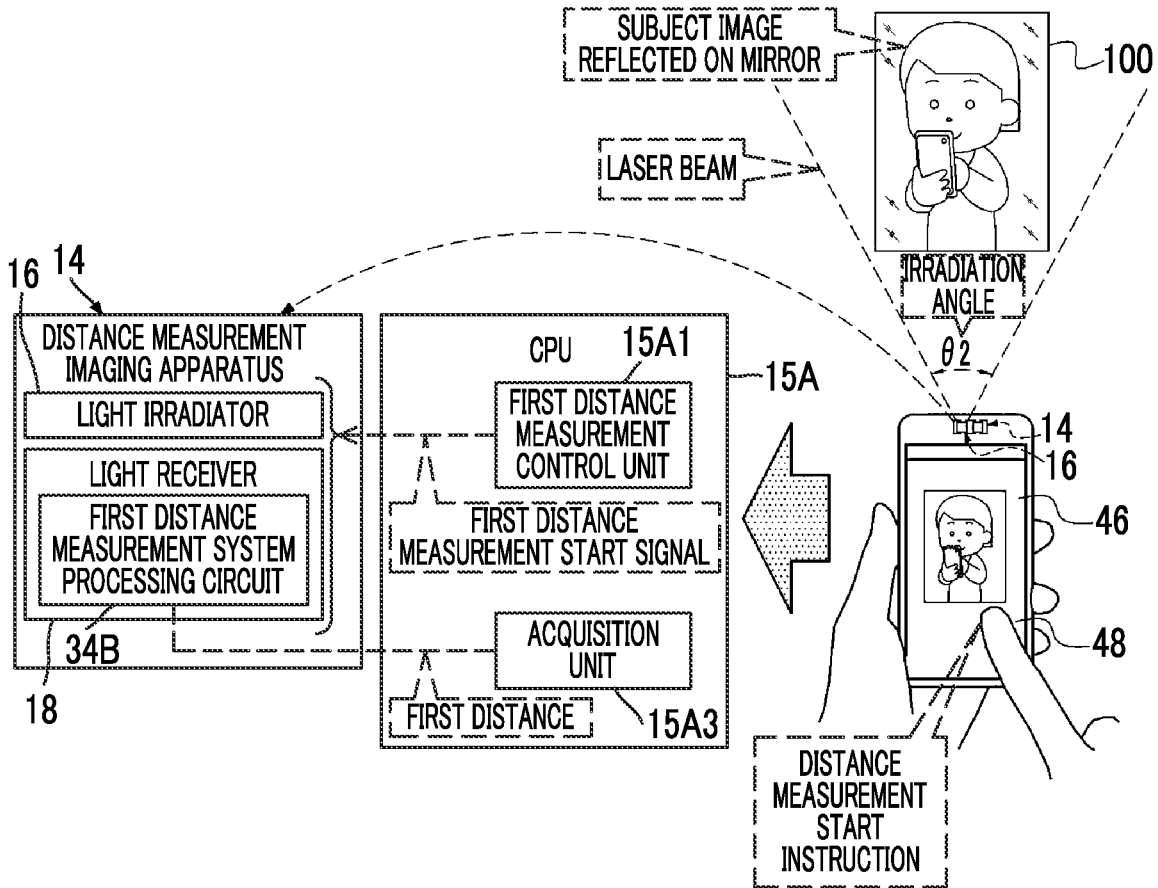 SUBJECT IMAGE
REFLECTED ON MIRROR
100
LASER BEAM
IRRADIATION
ANGLE
θ2
16
14
DISTANCE MEASUREMENT
IMAGING APPARATUS
LIGHT IRRADIATOR
LIGHT RECEIVER
FIRST DISTANCE
MEASUREMENT SYSTEM
PROCESSING CIRCUIT
34B
18
CPU
15A1
15A
FIRST DISTANCE
MEASUREMENT
CONTROL UNIT
FIRST DISTANCE
MEASUREMENT START SIGNAL
ACQUISITION
UNIT
15A3
FIRST DISTANCE
14
16
46
48
DISTANCE
MEASUREMENT
START
INSTRUCTION